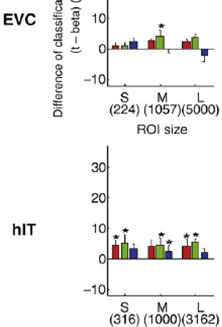 EVC
Difference of classifica
(t − beta) (
10
0
−10
*
S M L
(224) (1057)(5000)
ROI size
hIT
30
20
10
0
−10
* * * * * *
S M L
(316) (1000)(3162)